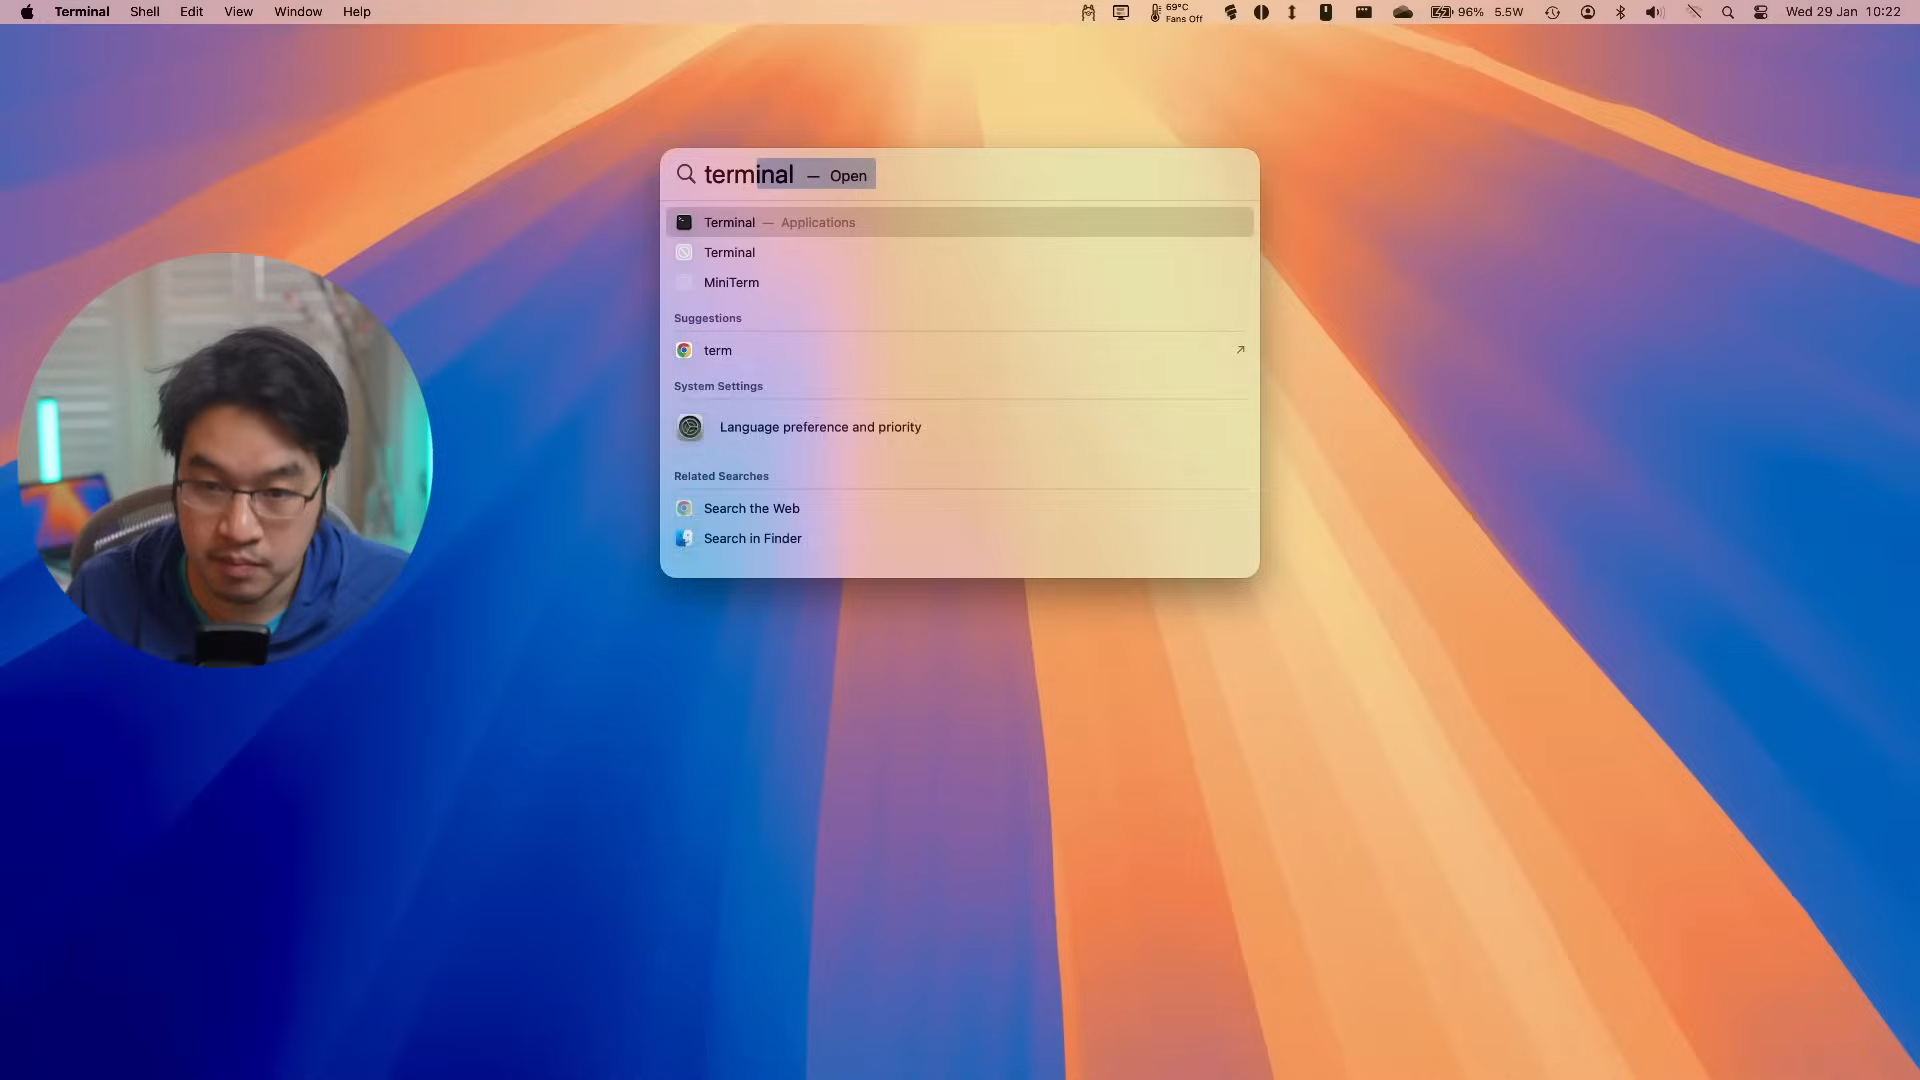 Terminal Shell Edit View Window Help
69°C
Fans Off
96% 5.5W Wed 29 Jan 10:22
terminal — Open
Terminal — Applications
Terminal
MiniTerm
Suggestions
term
System Settings
Language preference and priority
Related Searches
Search the Web
Search in Finder